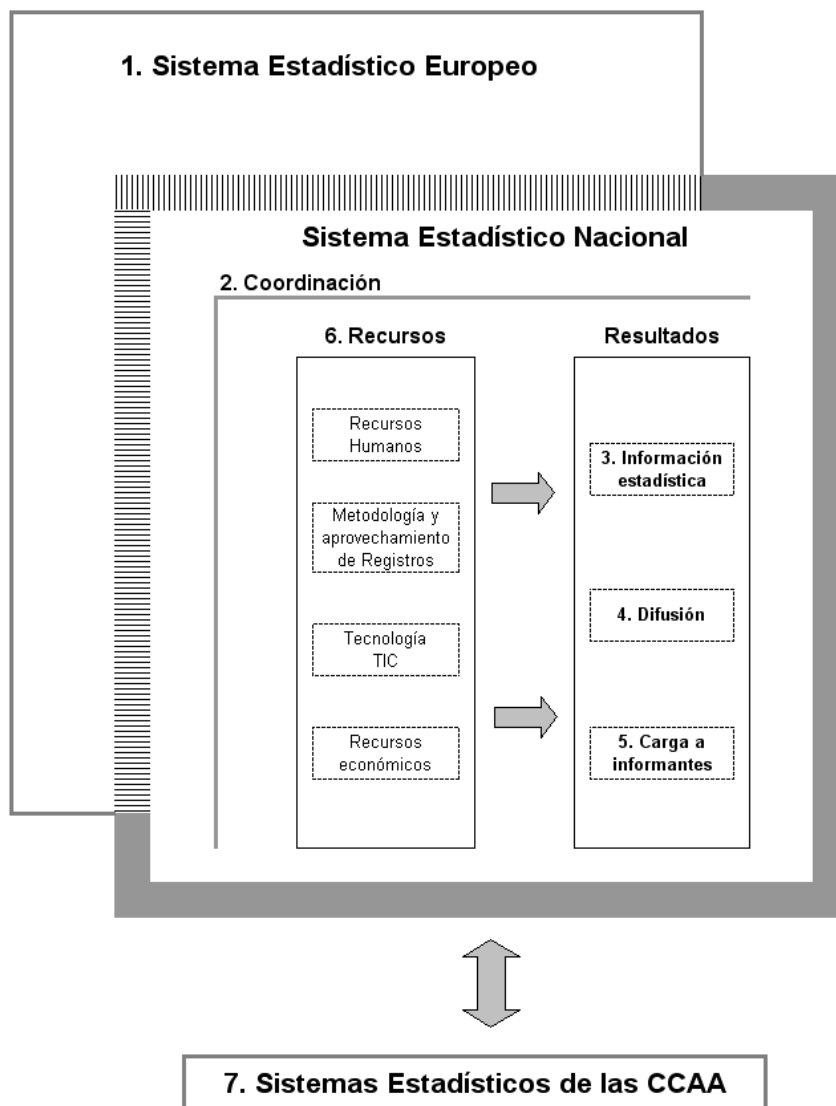 1. Sistema Estadístico Europeo
Sistema Estadístico Nacional
2. Coordinación
6. Recursos
Recursos
Humanos
Metodología y
aprovechamiento
de Registros
Tecnología
TIC
Recursos
económicos
Resultados
3. Información
estadística
4. Difusión
5. Carga a
informantes
7. Sistemas Estadísticos de las CCAA